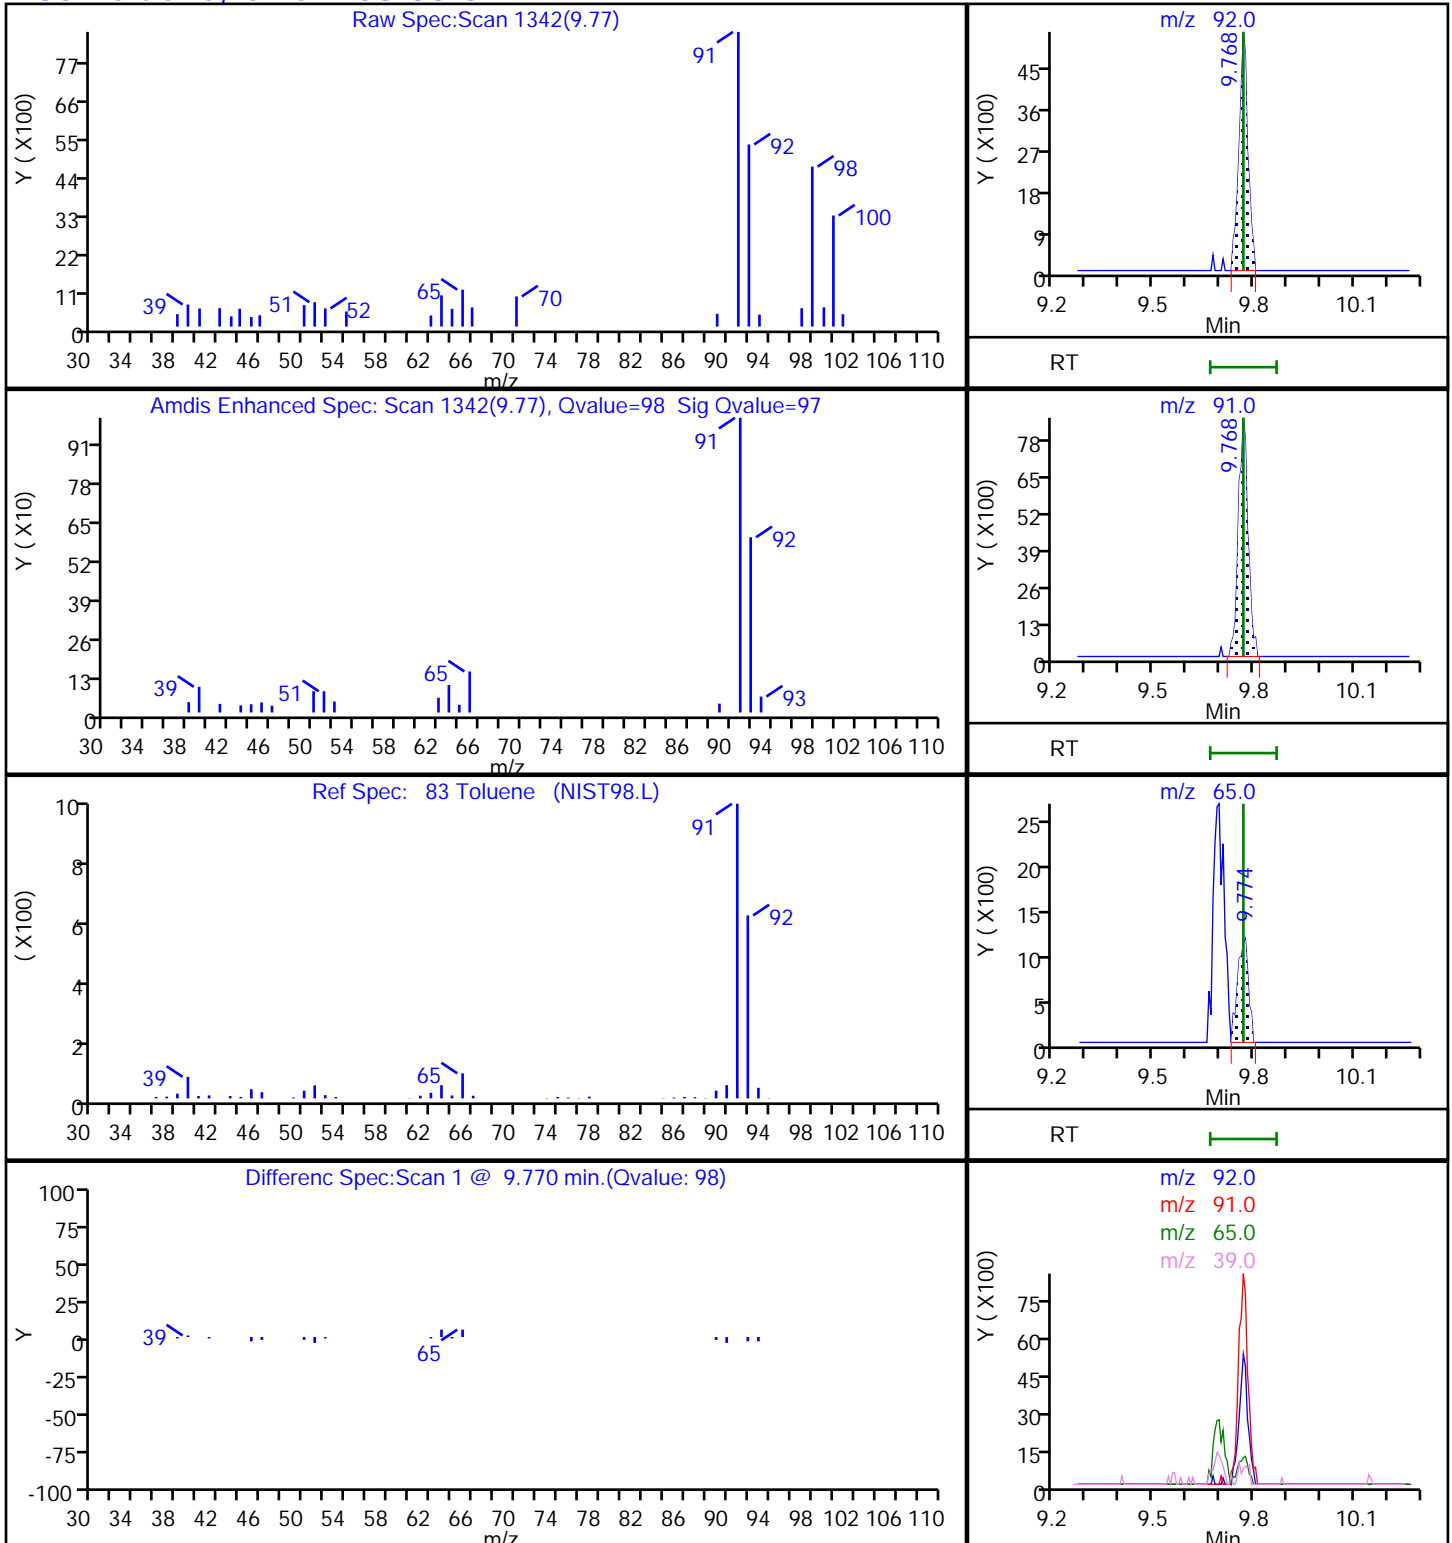 Raw Spec:Scan 1342(9.77)
Y ( X100)
77
66
55
44
33
22
11
0
91
92
98
100
39
51
52
65
70
30 34 38 42 46 50 54 58 62 66 70 74 78 82 86 90 94 98 102 106 110
m/z
m/z 92.0
Y ( X100)
45
36
27
18
9
0
9.768
9.2 9.5 9.8 10.1
Min
RT
Amdis Enhanced Spec: Scan 1342(9.77), Qvalue=98 Sig Qvalue=97
Y ( X10)
91
78
65
52
39
26
13
0
91
92
39
51
65
93
30 34 38 42 46 50 54 58 62 66 70 74 78 82 86 90 94 98 102 106 110
m/z
m/z 91.0
Y ( X100)
78
65
52
39
26
13
0
9.768
9.2 9.5 9.8 10.1
Min
RT
Ref Spec: 83 Toluene (NIST98.L)
( X100)
10
8
6
4
2
0
91
92
39
65
30 34 38 42 46 50 54 58 62 66 70 74 78 82 86 90 94 98 102 106 110
m/z 65.0
Y ( X100)
25
20
15
10
5
0
9.774
9.2 9.5 9.8 10.1
Min
RT
Differenc Spec:Scan 1 @ 9.770 min.(Qvalue: 98)
Y
100
75
50
25
0
-25
-50
-75
-100
39
65
30 34 38 42 46 50 54 58 62 66 70 74 78 82 86 90 94 98 102 106 110
m/z
m/z 92.0
m/z 91.0
m/z 65.0
m/z 39.0
Y ( X100)
75
60
45
30
15
0
9.2 9.5 9.8 10.1
Min